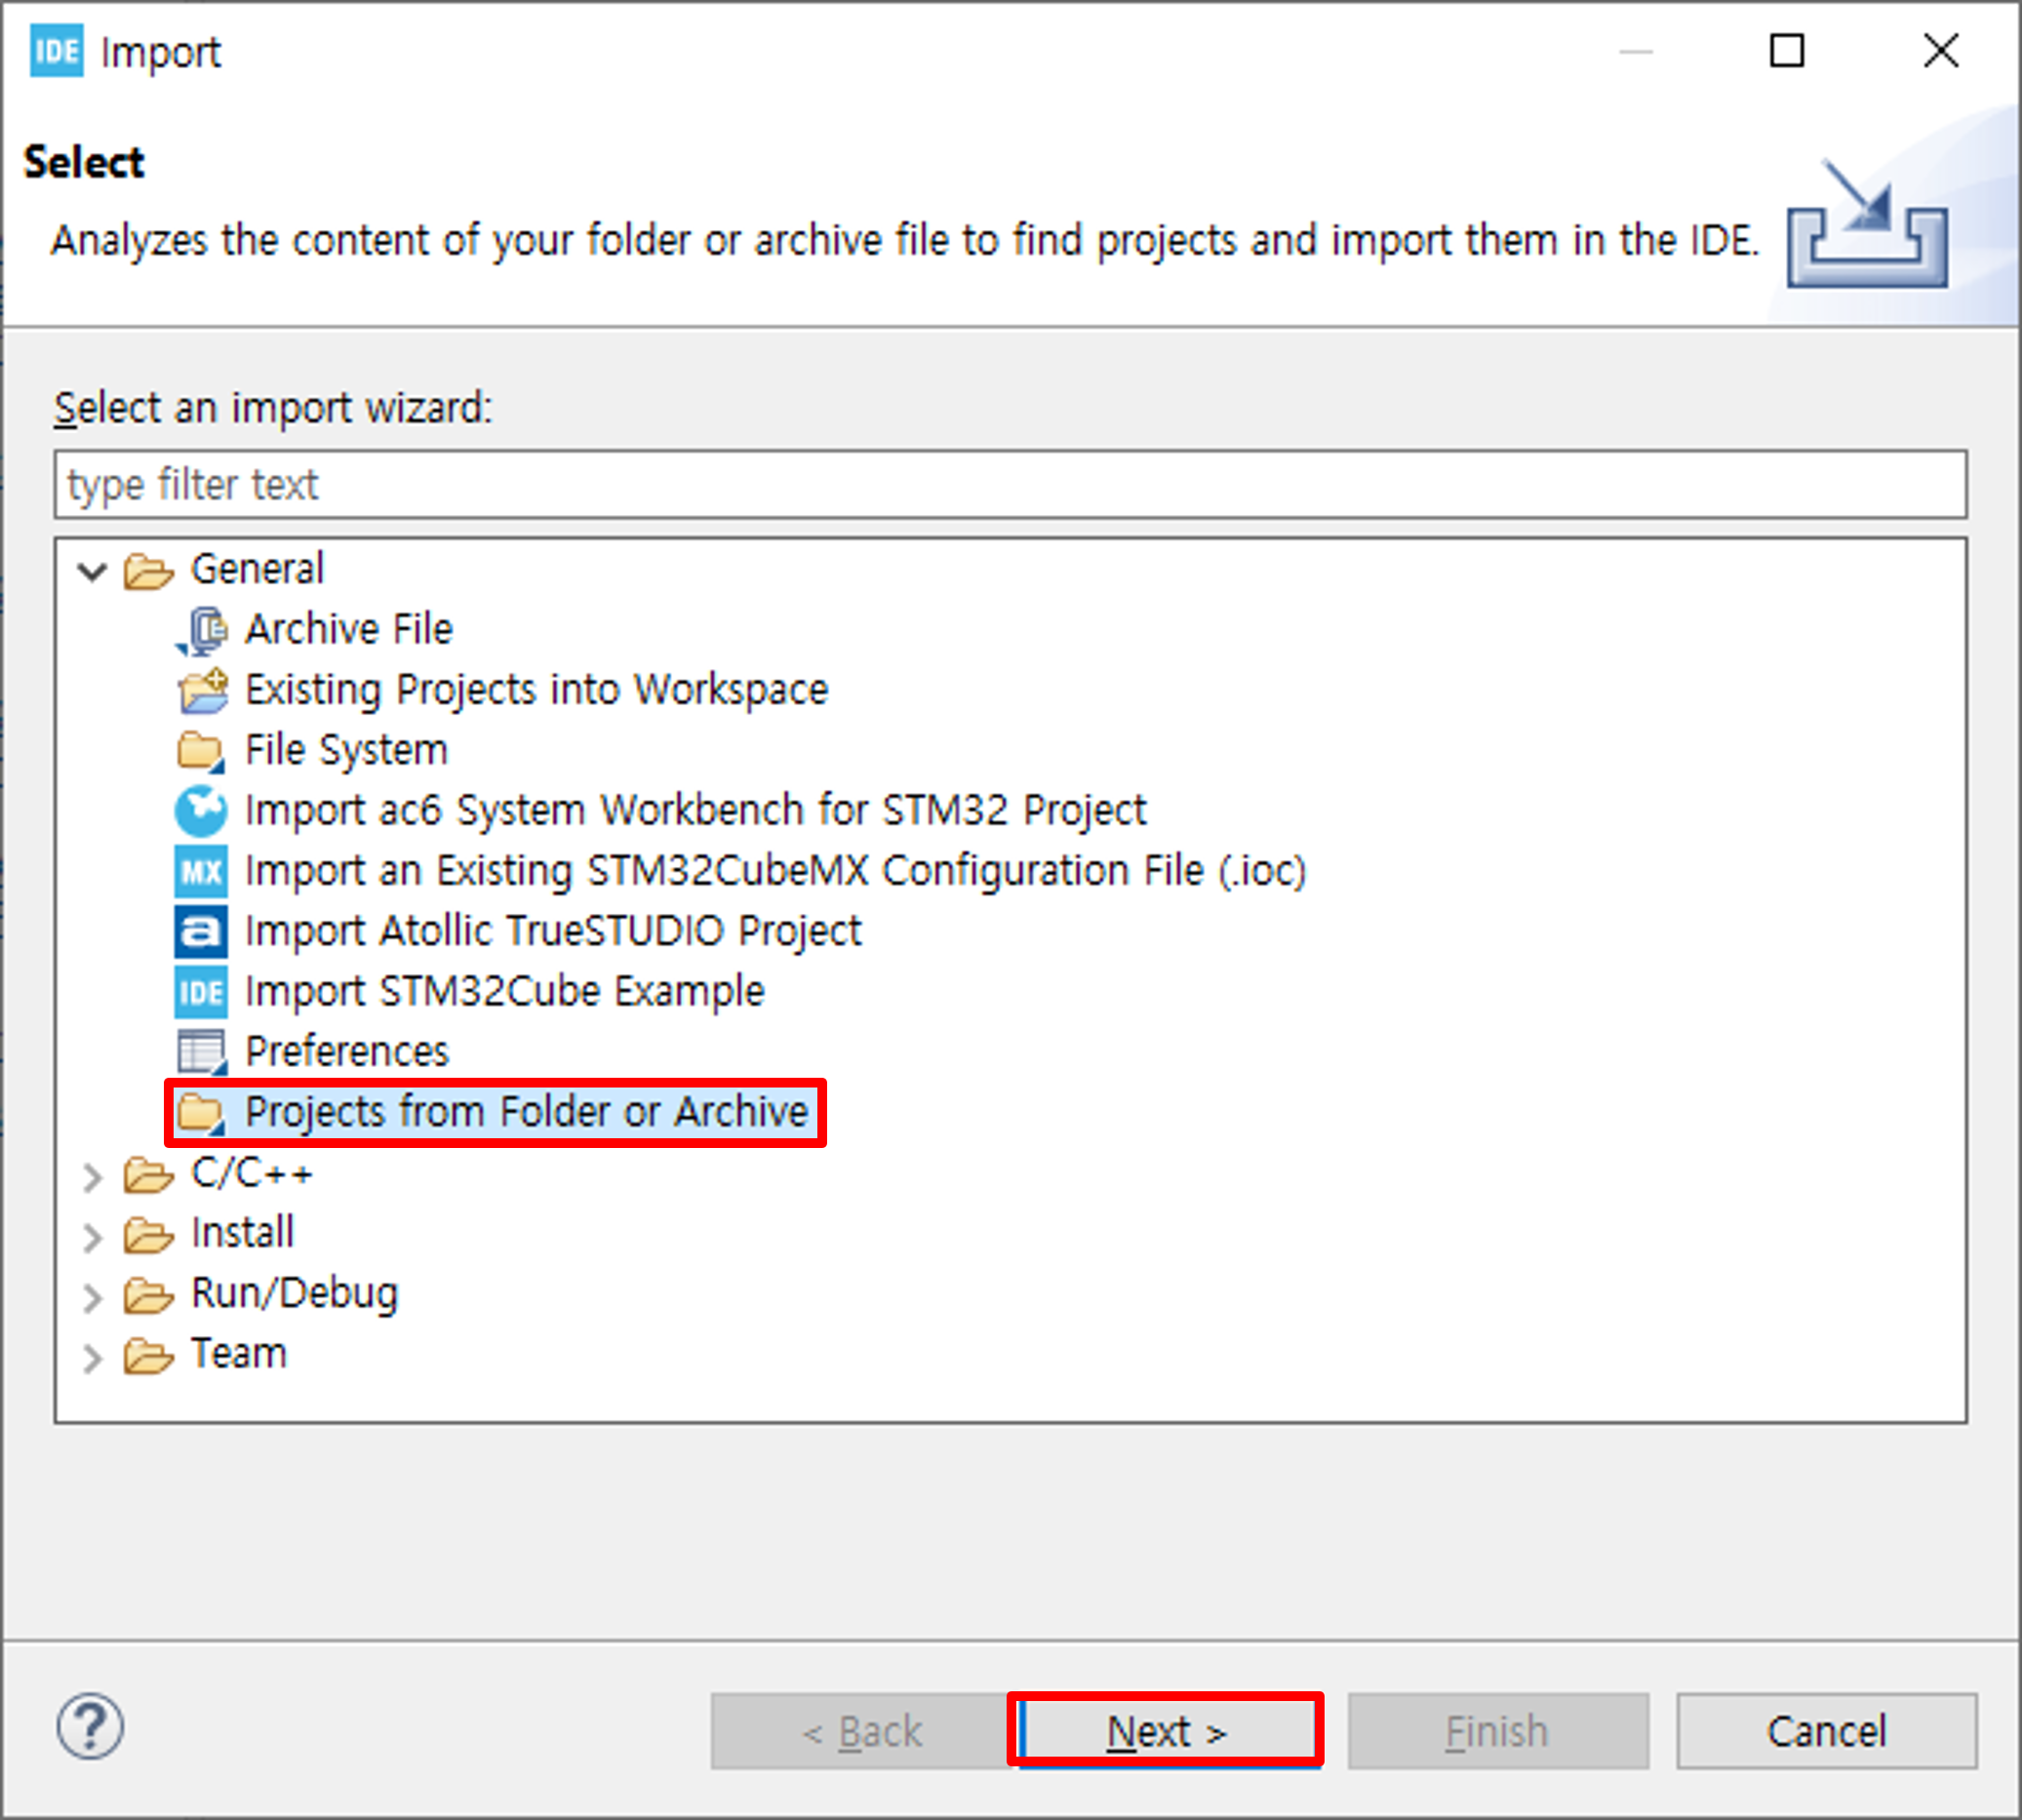 IDE Import
Select
Analyzes the content of your folder or archive file to find projects and import them in the IDE.
Select an import wizard:
type filter text
General
Archive File
Existing Projects into Workspace
File System
Import ac6 System Workbench for STM32 Project
MX Import an Existing STM32CubeMX Configuration File (.ioc)
a Import Atollic TrueSTUDIO Project
IDE Import STM32Cube Example
Preferences
Projects from Folder or Archive
C/C++
Install
Run/Debug
Team
? < Back Next > Finish Cancel